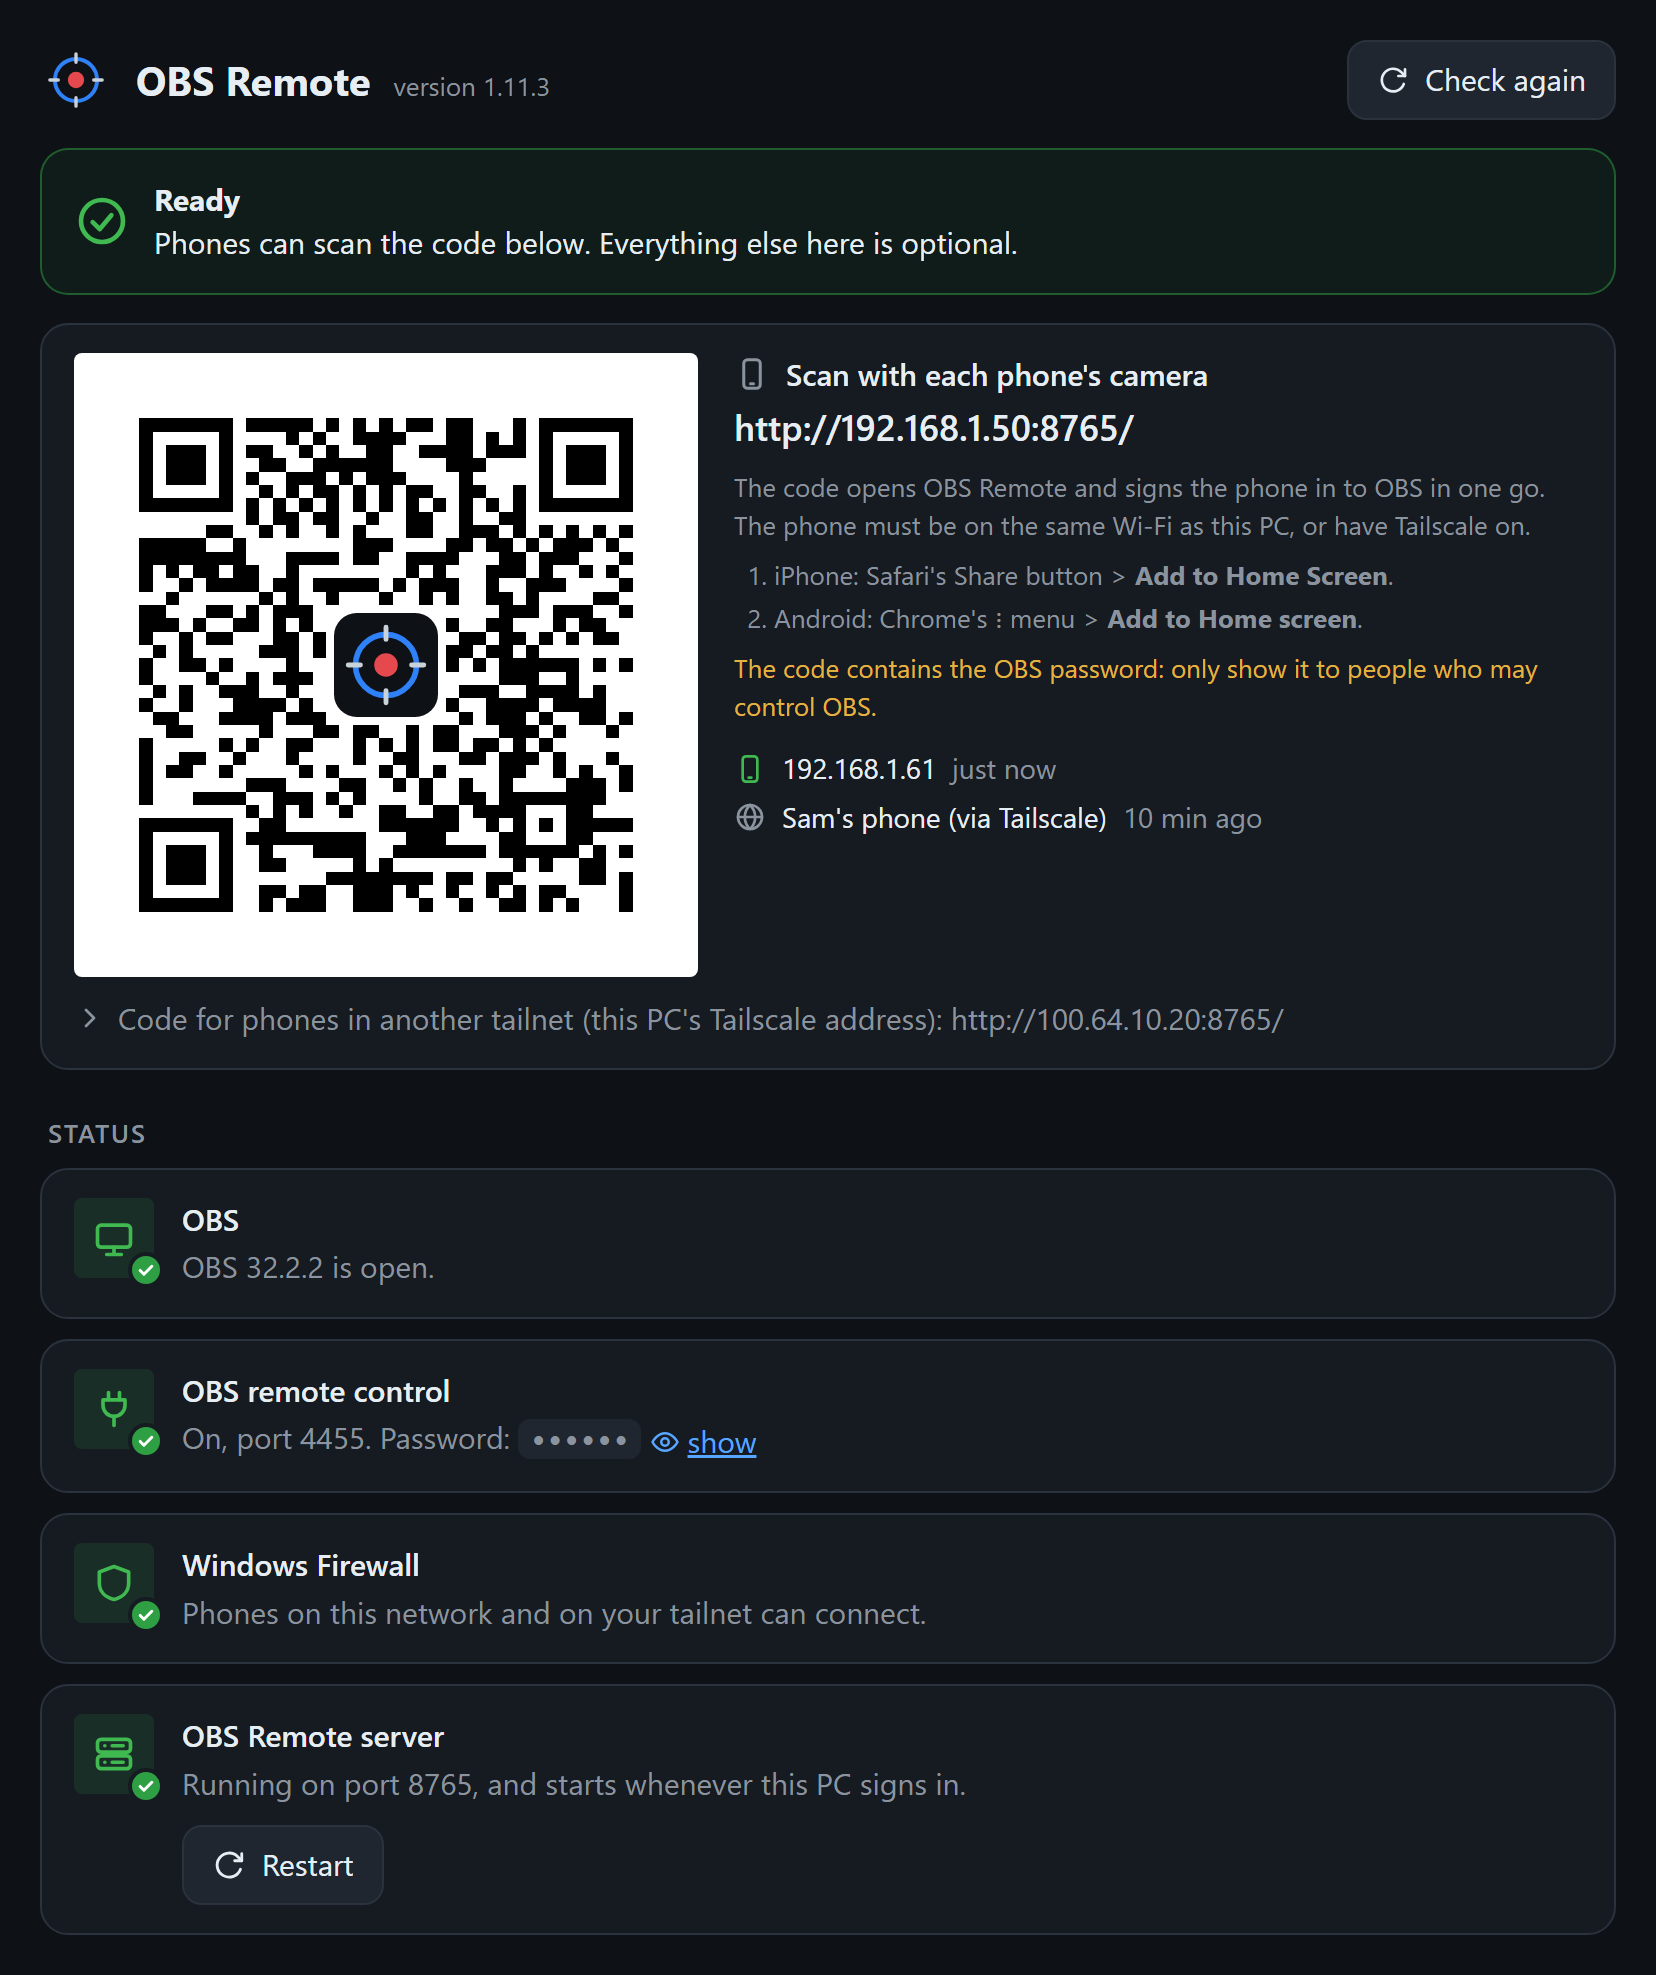 OBS Remote version 1.11.3
Check again
Ready
Phones can scan the code below. Everything else here is optional.
Scan with each phone's camera
http://192.168.1.50:8765/
The code opens OBS Remote and signs the phone in to OBS in one go.
The phone must be on the same Wi-Fi as this PC, or have Tailscale on.
1. iPhone: Safari's Share button > Add to Home Screen.
2. Android: Chrome's ⋮ menu > Add to Home screen.
The code contains the OBS password: only show it to people who may
control OBS.
192.168.1.61 just now
Sam's phone (via Tailscale) 10 min ago
Code for phones in another tailnet (this PC's Tailscale address): http://100.64.10.20:8765/
STATUS
OBS
OBS 32.2.2 is open.
OBS remote control
On, port 4455. Password: •••••• show
Windows Firewall
Phones on this network and on your tailnet can connect.
OBS Remote server
Running on port 8765, and starts whenever this PC signs in.
Restart